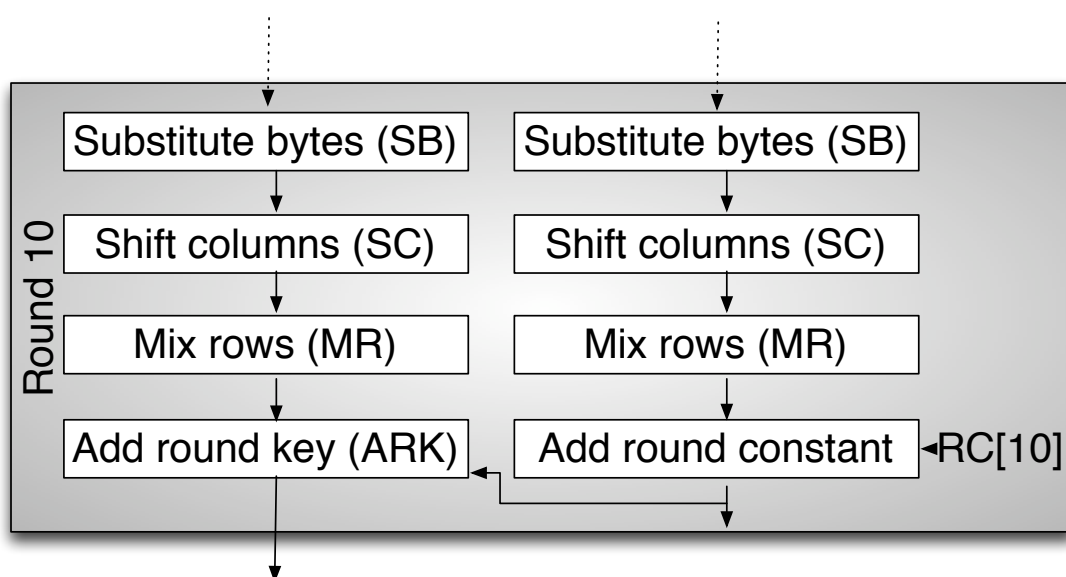 Round 10
Substitute bytes (SB)
Substitute bytes (SB)
Shift columns (SC)
Shift columns (SC)
Mix rows (MR)
Mix rows (MR)
Add round key (ARK)
Add round constant
RC[10]